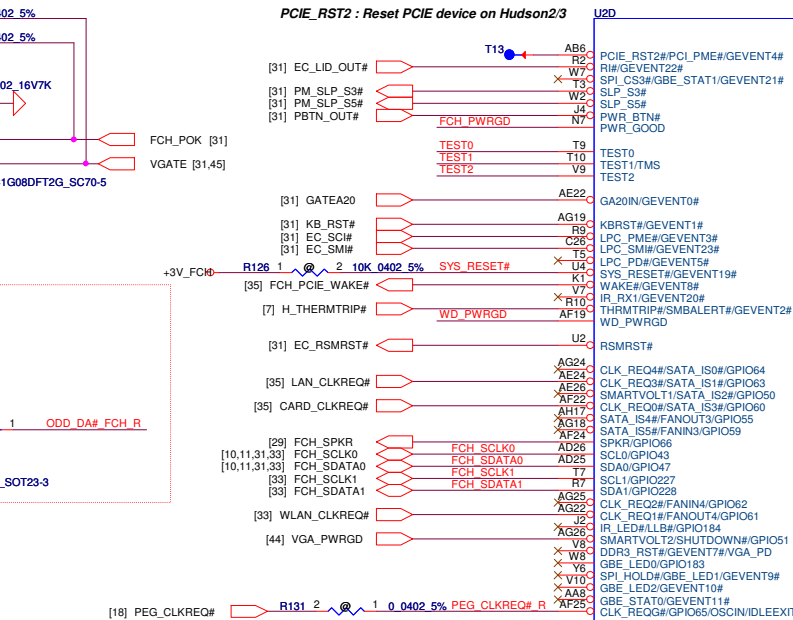 02_5%
PCIE_RST2 : Reset PCIE device on Hudson2/3
U2D
02_5%
T13
AB6 PCIE_RST2#/PCI_PME#/GEVENT4#
[31] EC_LID_OUT# R2 RI#/GEVENT22#
W7 SPI_CS3#/GBE_STAT1/GEVENT21#
02_16V7K
[31] PM_SLP_S3# T3 SLP_S3#
[31] PM_SLP_S5# W2 SLP_S5#
[31] PBTN_OUT# J4 PWR_BTN#
FCH_PWRGD N7 PWR_GOOD
FCH_POK [31]
TEST0 T9 TEST0
TEST1 T10 TEST1/TMS
VGATE [31,45]
TEST2 V9 TEST2
1G08DFT2G_SC70-5
[31] GATEA20 AE22 GA20IN/GEVENT0#
[31] KB_RST# AG19 KBRST#/GEVENT1#
[31] EC_SCI# R9 LPC_PME#/GEVENT3#
[31] EC_SMI# C26 LPC_SMI#/GEVENT23#
T5 LPC_PD#/GEVENT5#
+3V_FCH R126 1 @ 2 10K_0402_5% SYS_RESET# U4 SYS_RESET#/GEVENT19#
[35] FCH_PCIE_WAKE# K1 WAKE#/GEVENT8#
V7 IR_RX1/GEVENT20#
[7] H_THERMTRIP# R10 THRMTRIP#/SMBALERT#/GEVENT2#
WD_PWRGD AF19 WD_PWRGD
[31] EC_RSMRST# U2 RSMRST#
AG24 CLK_REQ4#/SATA_IS0#/GPIO64
[35] LAN_CLKREQ# AE24 CLK_REQ3#/SATA_IS1#/GPIO63
AE26 SMARTVOLT1/SATA_IS2#/GPIO50
[35] CARD_CLKREQ# AF22 CLK_REQ0#/SATA_IS3#/GPIO60
AH17 SATA_IS4#/FANOUT3/GPIO55
1 ODD_DA#_FCH_R
AG18 SATA_IS5#/FANIN3/GPIO59
[29] FCH_SPKR AF24 SPKR/GPIO66
[10,11,31,33] FCH_SCLK0 FCH_SCLK0 AD26 SCL0/GPIO43
[10,11,31,33] FCH_SDATA0 FCH_SDATA0 AD25 SDA0/GPIO47
[33] FCH_SCLK1 FCH_SCLK1 T7 SCL1/GPIO227
_SOT23-3
[33] FCH_SDATA1 FCH_SDATA1 R7 SDA1/GPIO228
AG25 CLK_REQ2#/FANIN4/GPIO62
[33] WLAN_CLKREQ# AG22 CLK_REQ1#/FANOUT4/GPIO61
J2 IR_LED#/LLB#/GPIO184
[44] VGA_PWRGD AG26 SMARTVOLT2/SHUTDOWN#/GPIO51
V8 DDR3_RST#/GEVENT7#/VGA_PD
W8 GBE_LED0/GPIO183
Y6 SPI_HOLD#/GBE_LED1/GEVENT9#
V10 GBE_LED2/GEVENT10#
AA8 GBE_STAT0/GEVENT11#
[18] PEG_CLKREQ# R131 2 @ 1 0_0402_5% PEG_CLKREQ#_R AF25 CLK_REQG#/GPIO65/OSCIN/IDLEEXIT